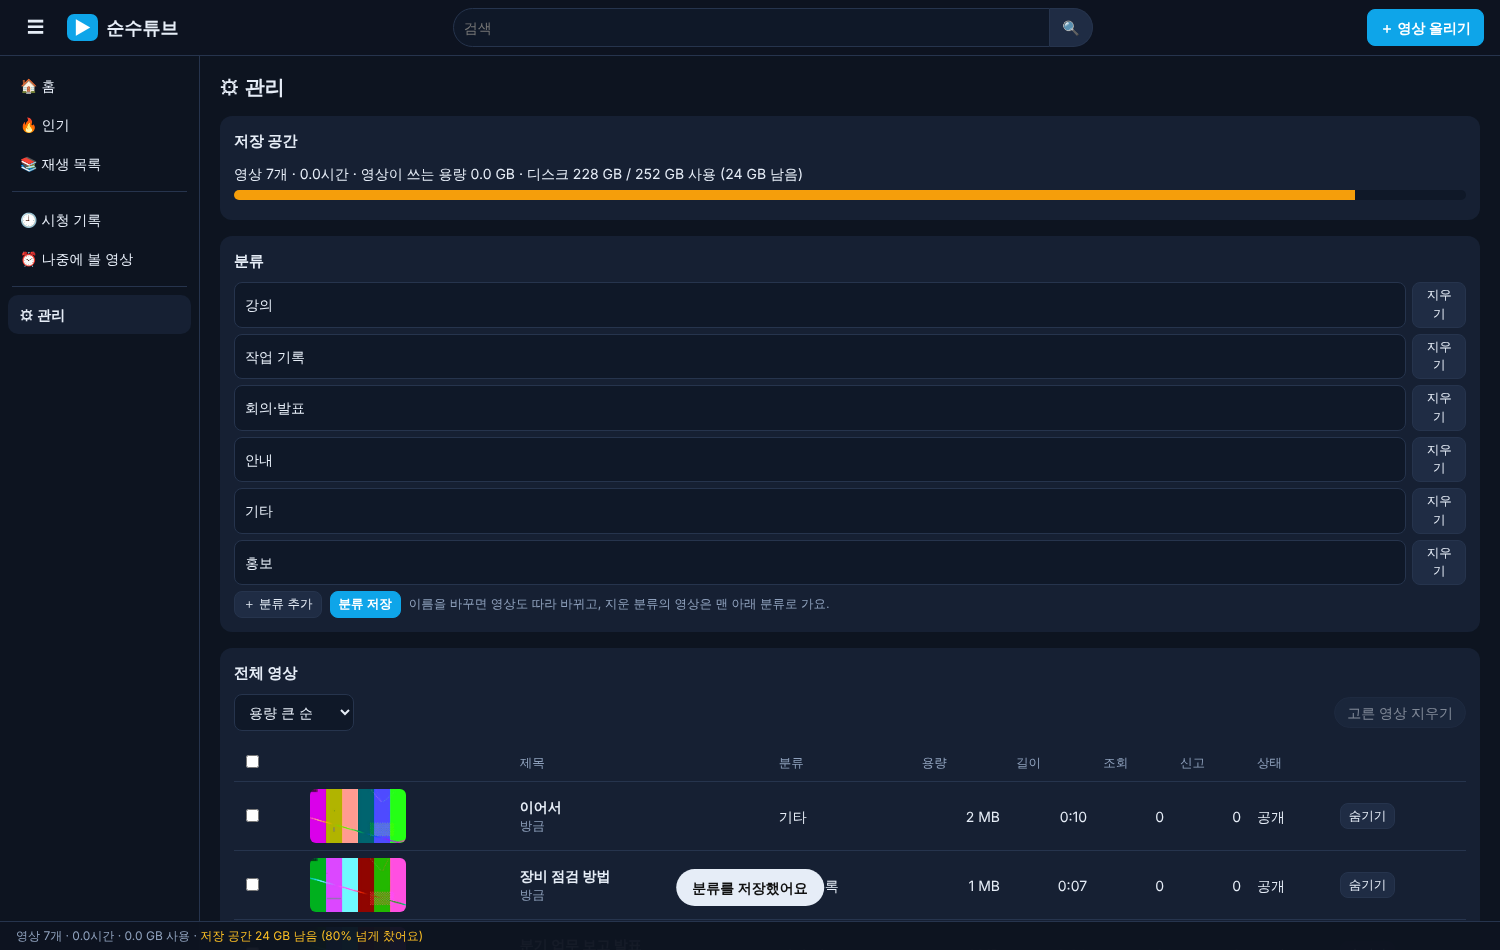 ☰ 순수튜브
검색
+ 영상 올리기
홈
인기
재생 목록
시청 기록
나중에 볼 영상
관리
관리
저장 공간
영상 7개 · 0.0시간 · 영상이 쓰는 용량 0.0 GB · 디스크 228 GB / 252 GB 사용 (24 GB 남음)
분류
강의
지우
기
작업 기록
지우
기
회의·발표
지우
기
안내
지우
기
기타
지우
기
홍보
지우
기
+ 분류 추가 분류 저장 이름을 바꾸면 영상도 따라 바뀌고, 지운 분류의 영상은 맨 아래 분류로 가요.
전체 영상
용량 큰 순 고른 영상 지우기
제목 분류 용량 길이 조회 신고 상태
이어서
방금
기타 2 MB 0:10 0 0 공개 숨기기
장비 점검 방법
방금
록 1 MB 0:07 0 0 공개 숨기기
분류를 저장했어요
영상 7개 · 0.0시간 · 0.0 GB 사용 · 저장 공간 24 GB 남음 (80% 넘게 찼어요)